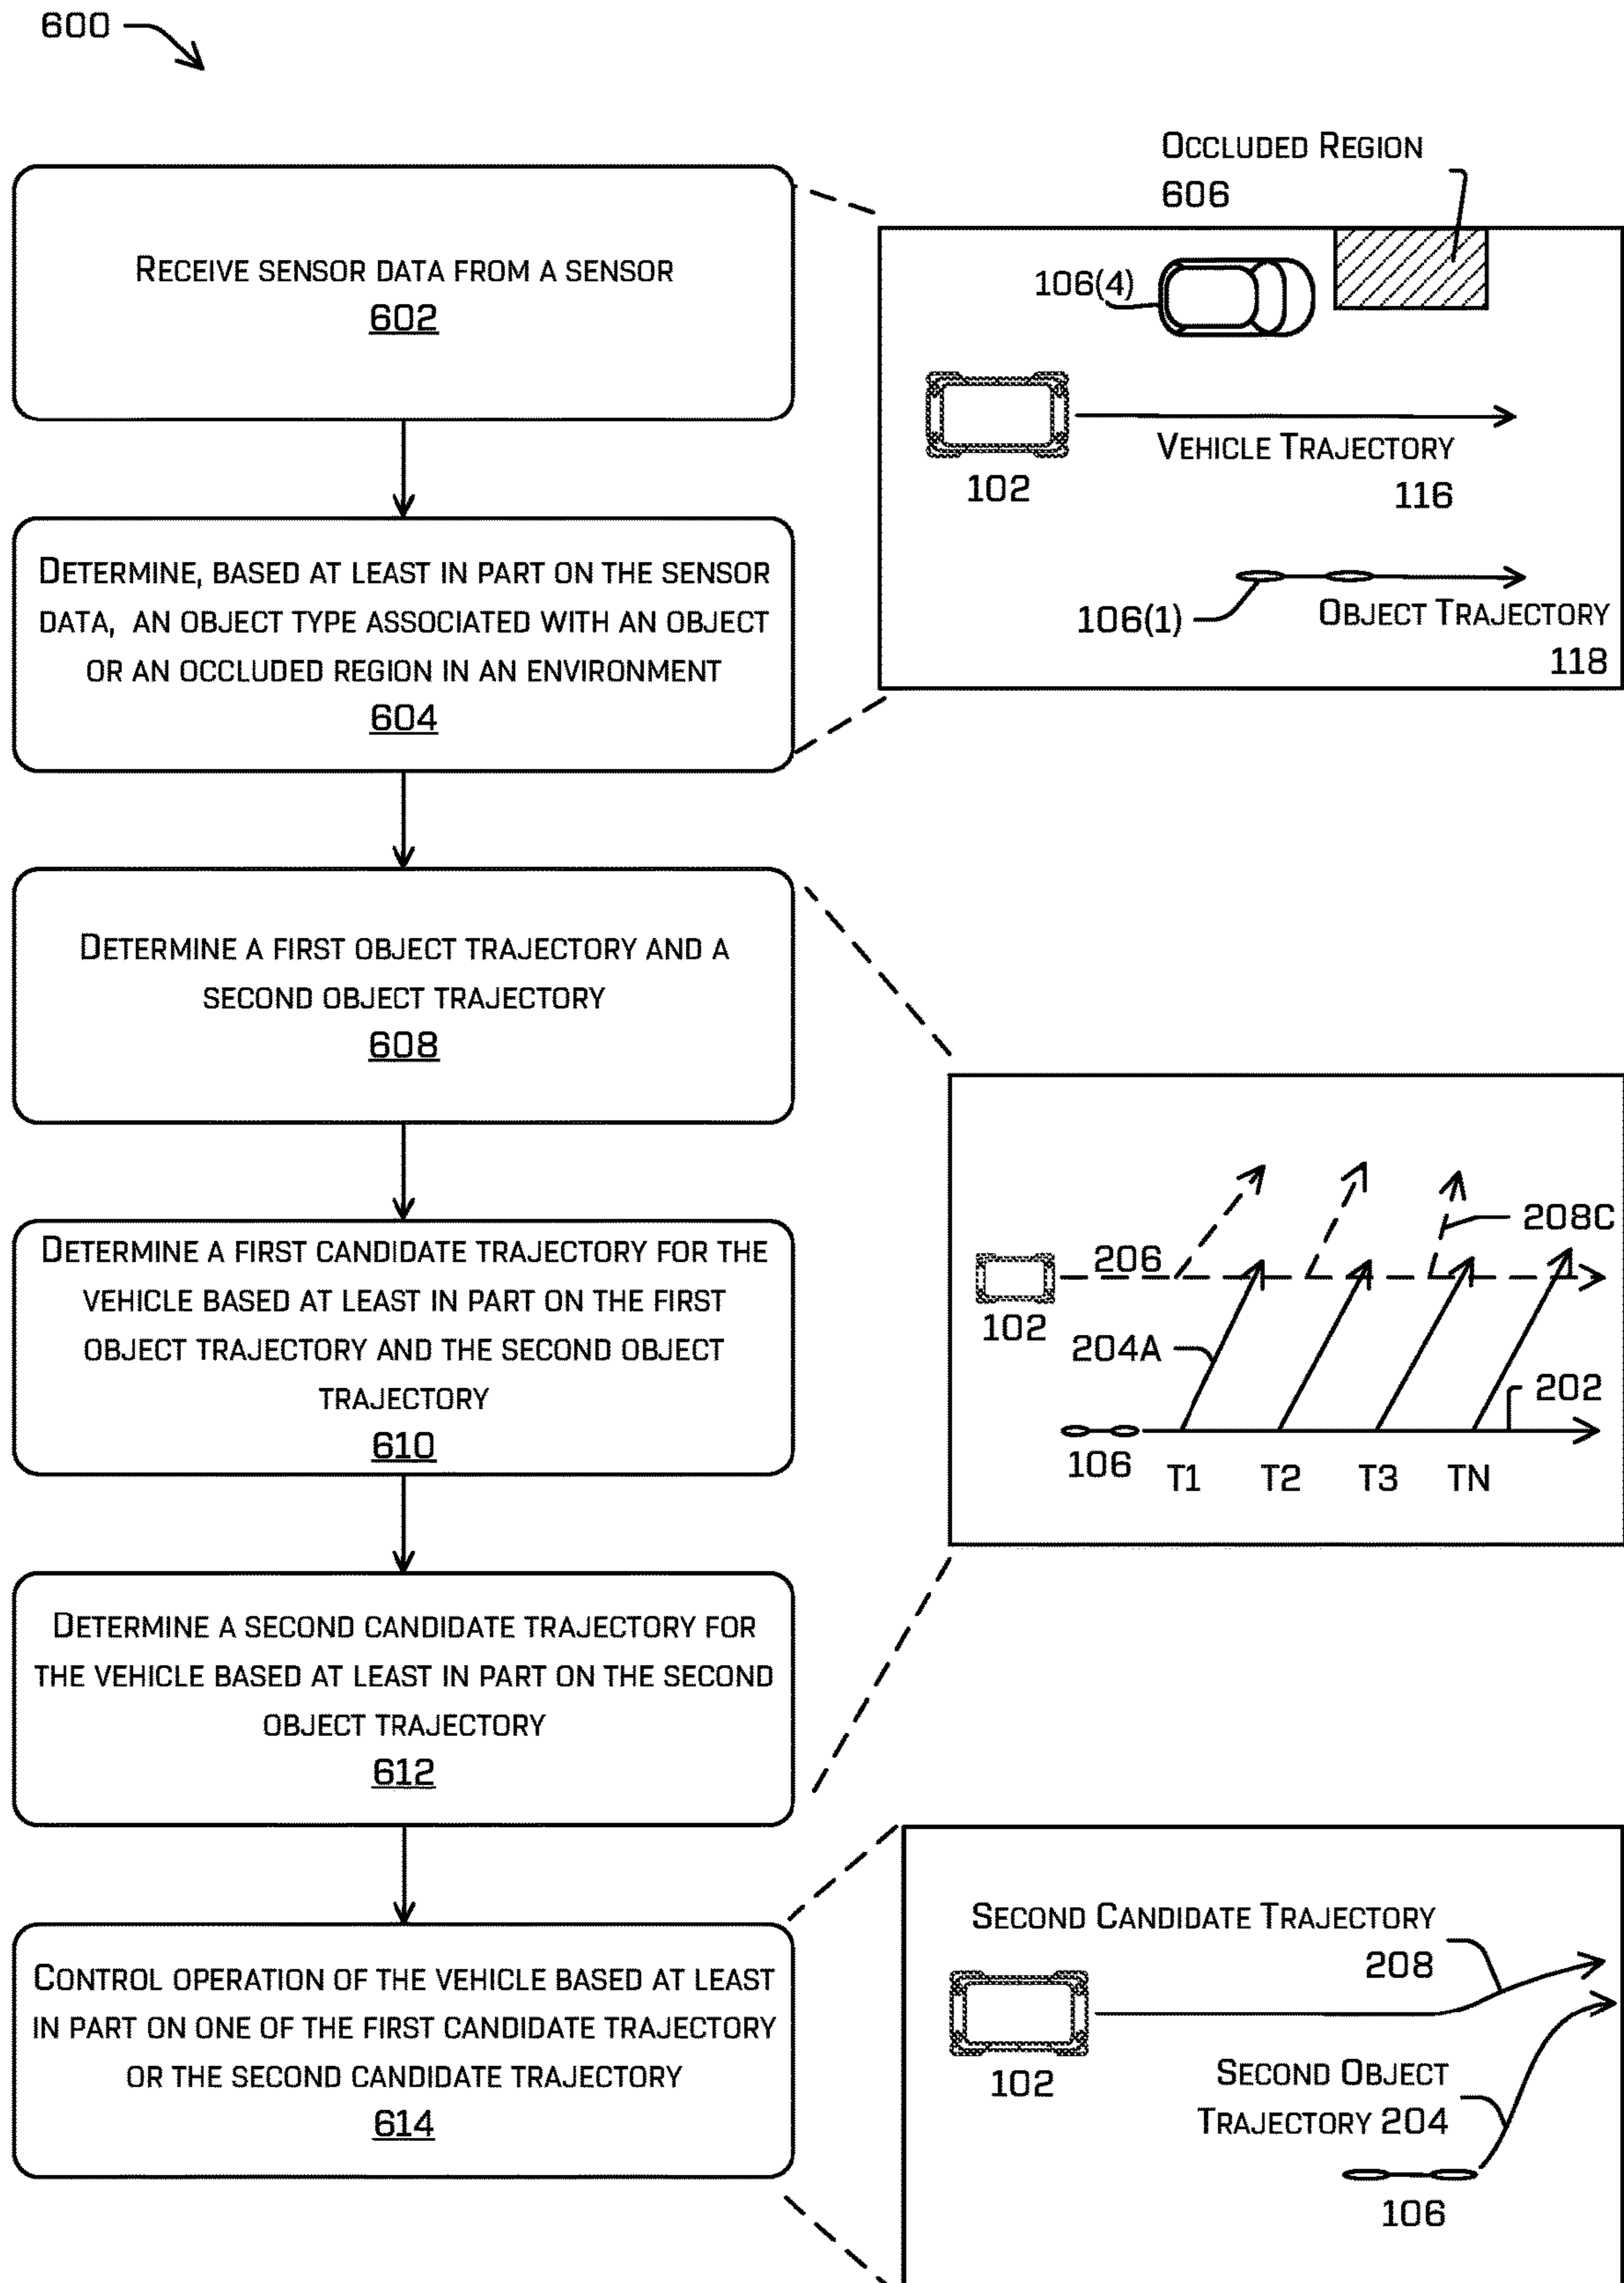 600
RECEIVE SENSOR DATA FROM A SENSOR
602
DETERMINE, BASED AT LEAST IN PART ON THE SENSOR
DATA, AN OBJECT TYPE ASSOCIATED WITH AN OBJECT
OR AN OCCLUDED REGION IN AN ENVIRONMENT
604
OCCLUDED REGION
606
106(4)
102
VEHICLE TRAJECTORY
116
106(1)
OBJECT TRAJECTORY
118
DETERMINE A FIRST OBJECT TRAJECTORY AND A
SECOND OBJECT TRAJECTORY
608
DETERMINE A FIRST CANDIDATE TRAJECTORY FOR THE
VEHICLE BASED AT LEAST IN PART ON THE FIRST
OBJECT TRAJECTORY AND THE SECOND OBJECT
TRAJECTORY
610
DETERMINE A SECOND CANDIDATE TRAJECTORY FOR
THE VEHICLE BASED AT LEAST IN PART ON THE SECOND
OBJECT TRAJECTORY
612
208C
206
102
204A
202
106
T1 T2 T3 TN
CONTROL OPERATION OF THE VEHICLE BASED AT LEAST
IN PART ON ONE OF THE FIRST CANDIDATE TRAJECTORY
OR THE SECOND CANDIDATE TRAJECTORY
614
SECOND CANDIDATE TRAJECTORY
208
102
SECOND OBJECT
TRAJECTORY 204
106